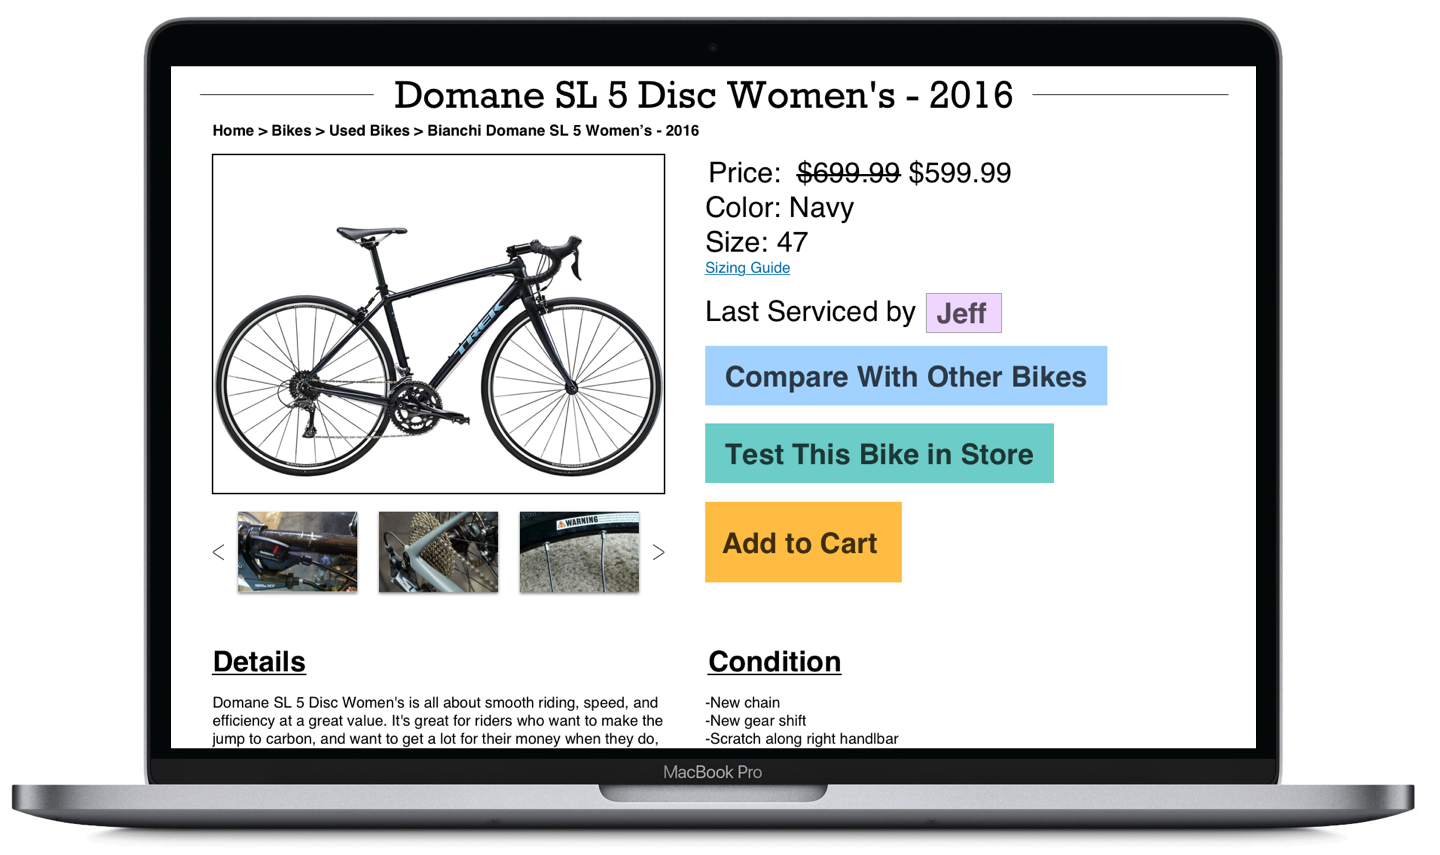 Domane SL 5 Disc Women's - 2016
Home > Bikes > Used Bikes > Bianchi Domane SL 5 Women’s - 2016
Price: $699.99 $599.99
Color: Navy
Size: 47
Sizing Guide
Last Serviced by Jeff
TREK
Compare With Other Bikes
Test This Bike in Store
Add to Cart
WARNING
< >
Details
Domane SL 5 Disc Women's is all about smooth riding, speed, and
efficiency at a great value. It's great for riders who want to make the
jump to carbon, and want to get a lot for their money when they do,
Condition
-New chain
-New gear shift
-Scratch along right handlbar
MacBook Pro